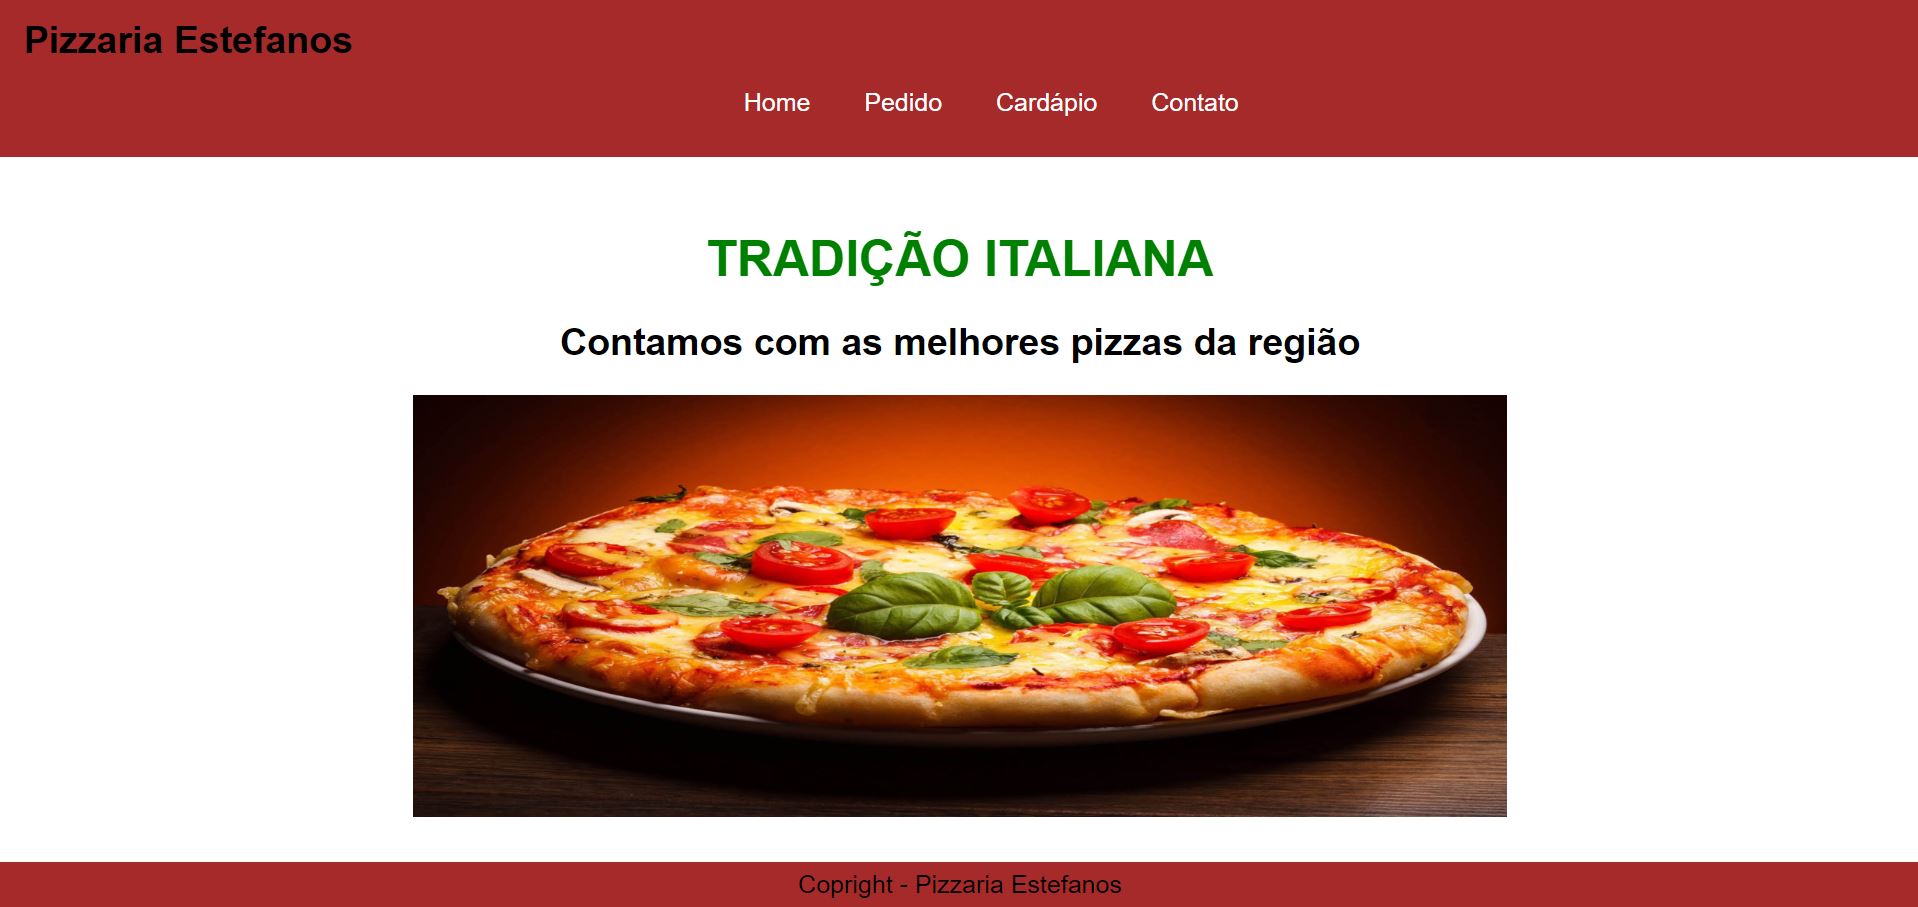 Pizzaria Estefanos
Home Pedido Cardápio Contato
TRADIÇÃO ITALIANA
Contamos com as melhores pizzas da região
Copright - Pizzaria Estefanos